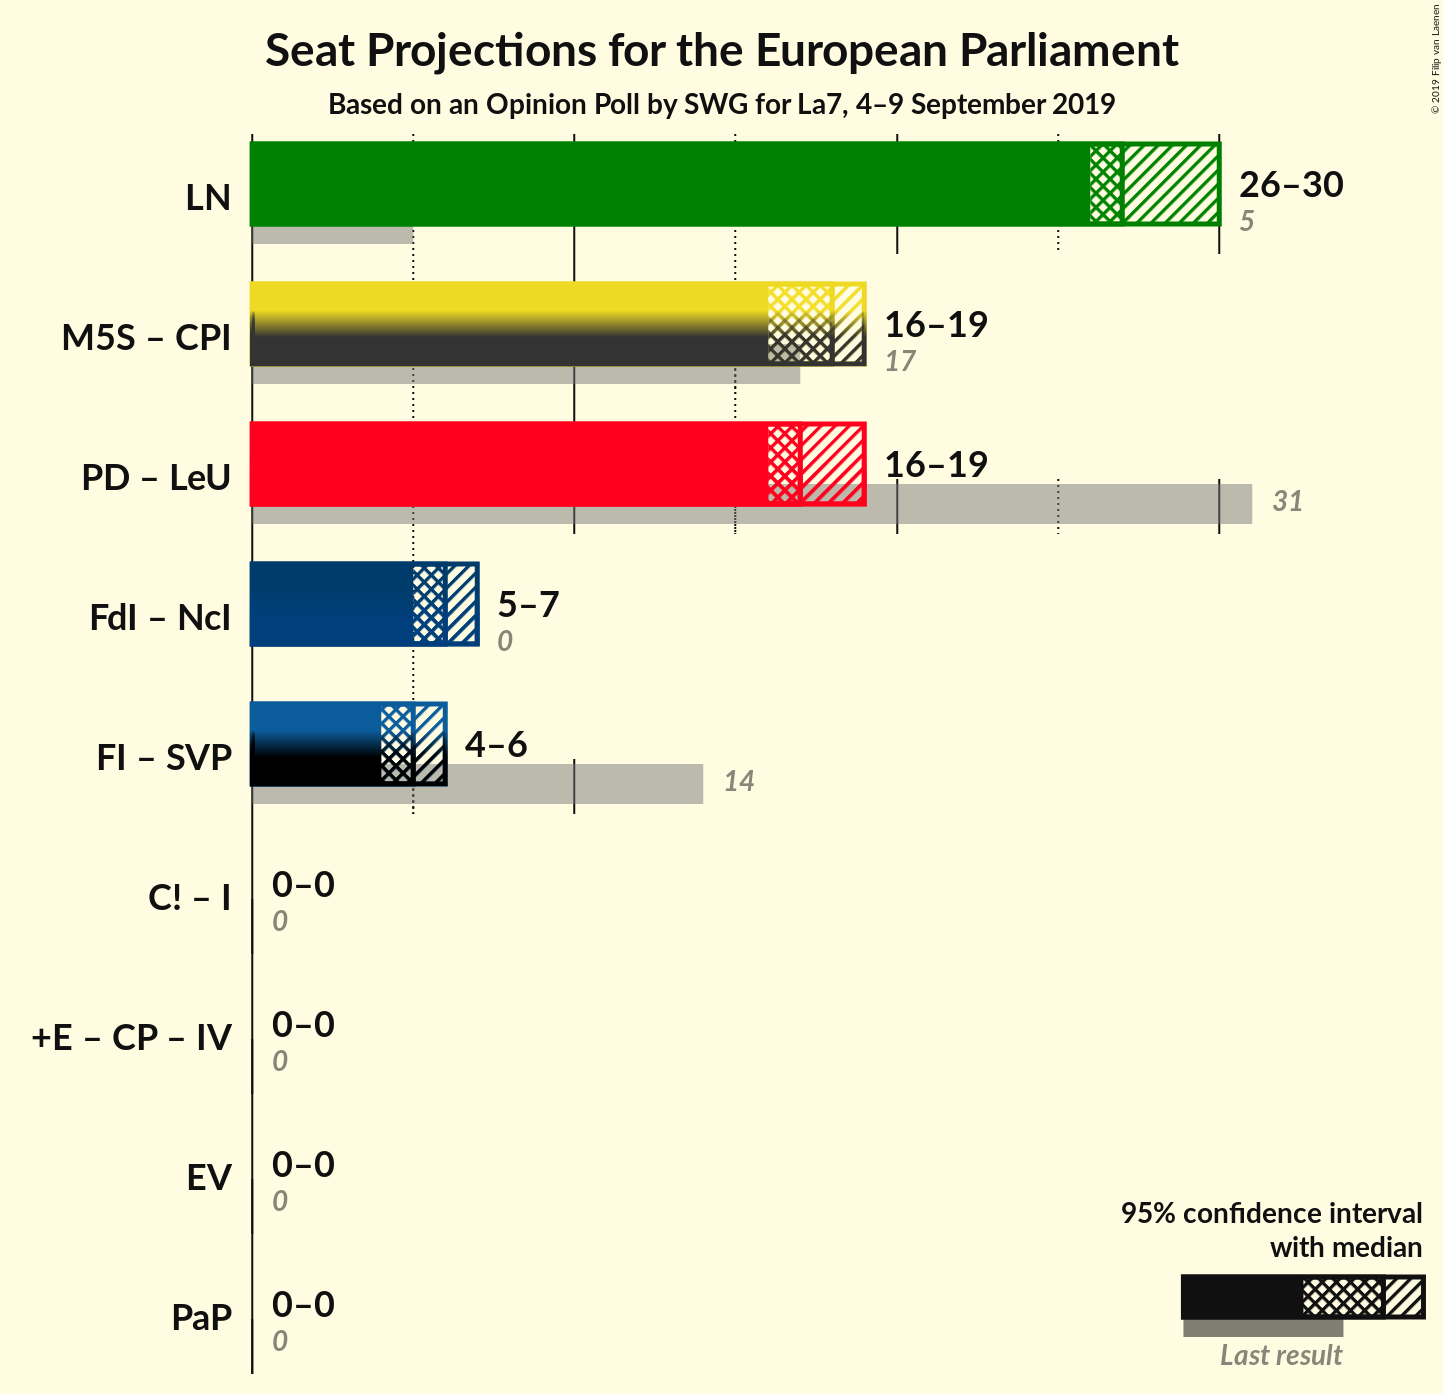 Seat Projections for the European Parliament
Based on an Opinion Poll by SWG for La7, 4–9 September 2019
© 2019 Filip van Laenen
LN
26–30
5
M5S – CPI
16–19
17
PD – LeU
16–19
31
FdI – NcI
5–7
0
FI – SVP
4–6
14
C! – I
0–0
0
+E – CP – IV
0–0
0
EV
0–0
0
PaP
0–0
0
95% confidence interval
with median
Last result